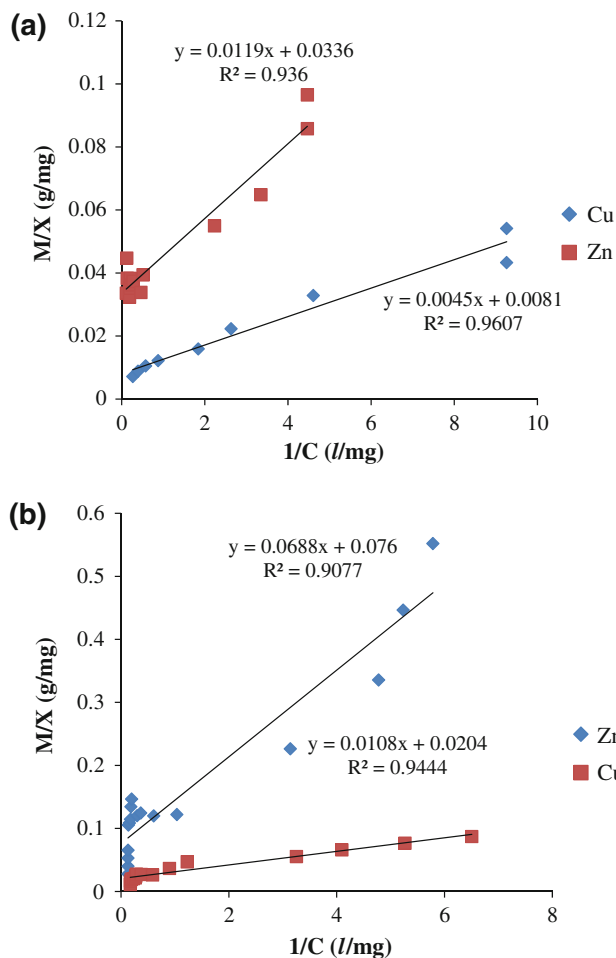 (a)
0.12
0.1
0.08
0.06
0.04
0.02
0
M/X (g/mg)
y = 0.0119x + 0.0336
R² = 0.936
y = 0.0045x + 0.0081
R² = 0.9607
Cu
Zn
0 2 4 6 8 10
1/C (l/mg)
(b)
0.6
0.5
0.4
0.3
0.2
0.1
0
M/X (g/mg)
y = 0.0688x + 0.076
R² = 0.9077
y = 0.0108x + 0.0204
R² = 0.9444
Zn
Cu
0 2 4 6 8
1/C (l/mg)